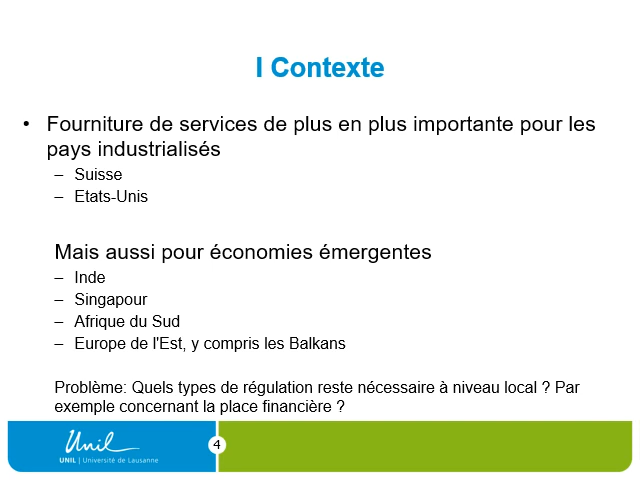 I Contexte
• Fourniture de services de plus en plus importante pour les
pays industrialisés
– Suisse
– Etats-Unis
Mais aussi pour économies émergentes
– Inde
– Singapour
– Afrique du Sud
– Europe de l'Est, y compris les Balkans
Problème: Quels types de régulation reste nécessaire à niveau local ? Par
exemple concernant la place financière ?
Unil
UNIL | Université de Lausanne
4